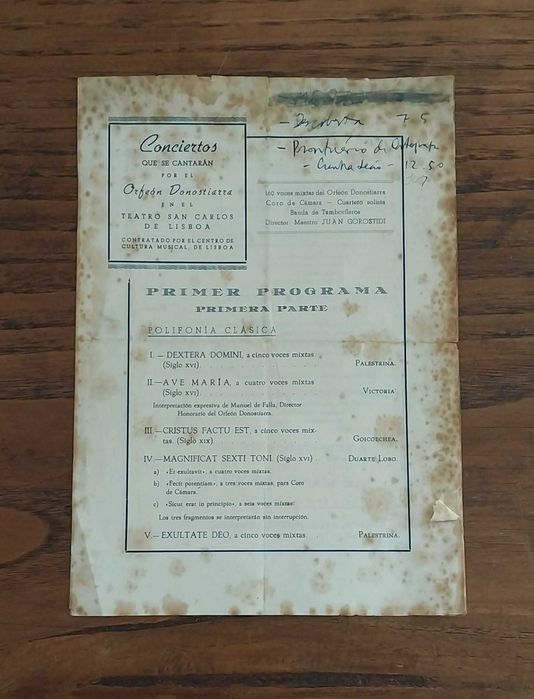 Conciertos
QUE SE CANTARÁN
POR EL
Orfeón Donostiarra
EN EL
TEATRO SAN CARLOS
DE LISBOA
CONTRATADO POR EL CENTRO DE
CULTURA MUSICAL, DE LISBOA
160 voces mixtas del Orfeón Donostiarra
Coro de Cámara — Cuarteto solista
Banda de Tamborileros
Director: Maestro JUAN GOROSTIDI
PRIMER PROGRAMA
PRIMERA PARTE
POLIFONÍA CLÁSICA
I.— DEXTERA DOMINI, a cinco voces mixtas
(Siglo XVI) . . . PALESTRINA.
II.—AVE MARÍA, a cuatro voces mixtas
(Siglo XVI) . . . VICTORIA
Interpretación expresiva de Manuel de Falla, Director
Honorario del Orfeón Donostiarra.
III.—CRISTUS FACTU EST, a cinco voces mix-
tas. (Siglo XIX) . . . GOICOECHEA.
IV.—MAGNIFICAT SEXTI TONI (Siglo XVI) . DUARTE LOBO.
a) «Et exultavit», a cuatro voces mixtas.
b) «Fecit potentiam», a tres voces mixtas, para Coro
de Cámara.
c) «Sicut erat in principio», a seis voces mixtas.
Los tres fragmentos se interpretarán sin interrupción.
V.— EXULTATE DEO, a cinco voces mixtas PALESTRINA.